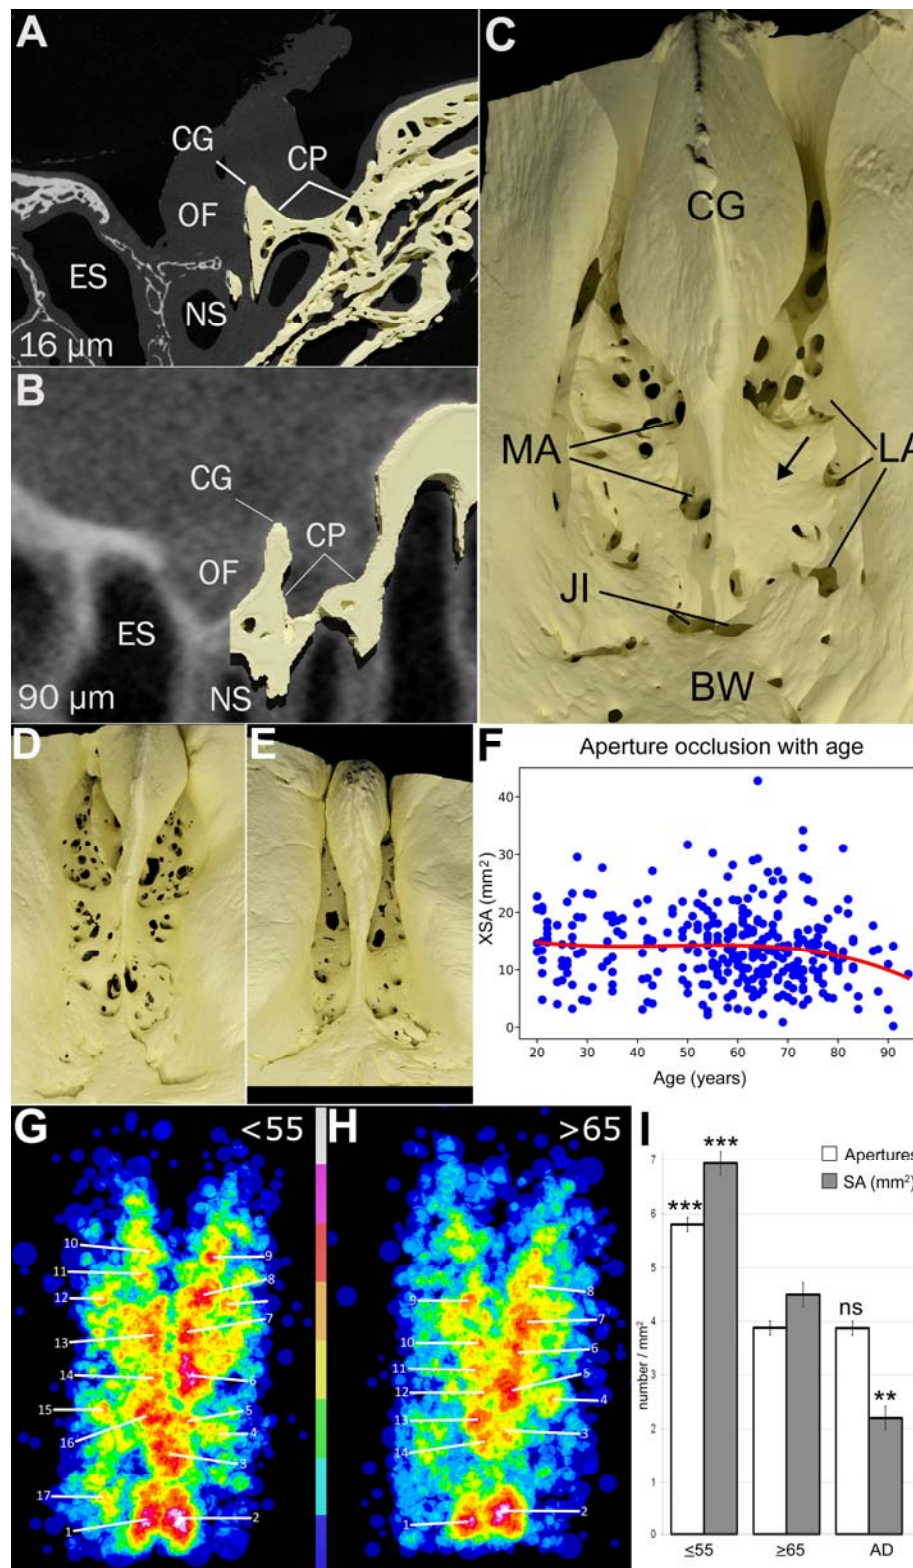 A
CG
CP
OF
ES
NS
16 µm
B
CG
CP
OF
ES
NS
90 µm
C
CG
MA
LA
JI
BW
D
E
F
Aperture occlusion with age
XSA (mm²)
40
30
20
10
0
20 30 40 50 60 70 80 90
Age (years)
G
<55
10
9
11
8
12
13
7
14
6
15
5
16
4
3
17
1
2
H
>65
9
8
10
7
11
6
12
5
13
4
14
3
1
2
I
Apertures
SA (mm²)
number / mm²
7
6
5
4
3
2
1
0
***
***
ns
**
≤55 ≥65 AD